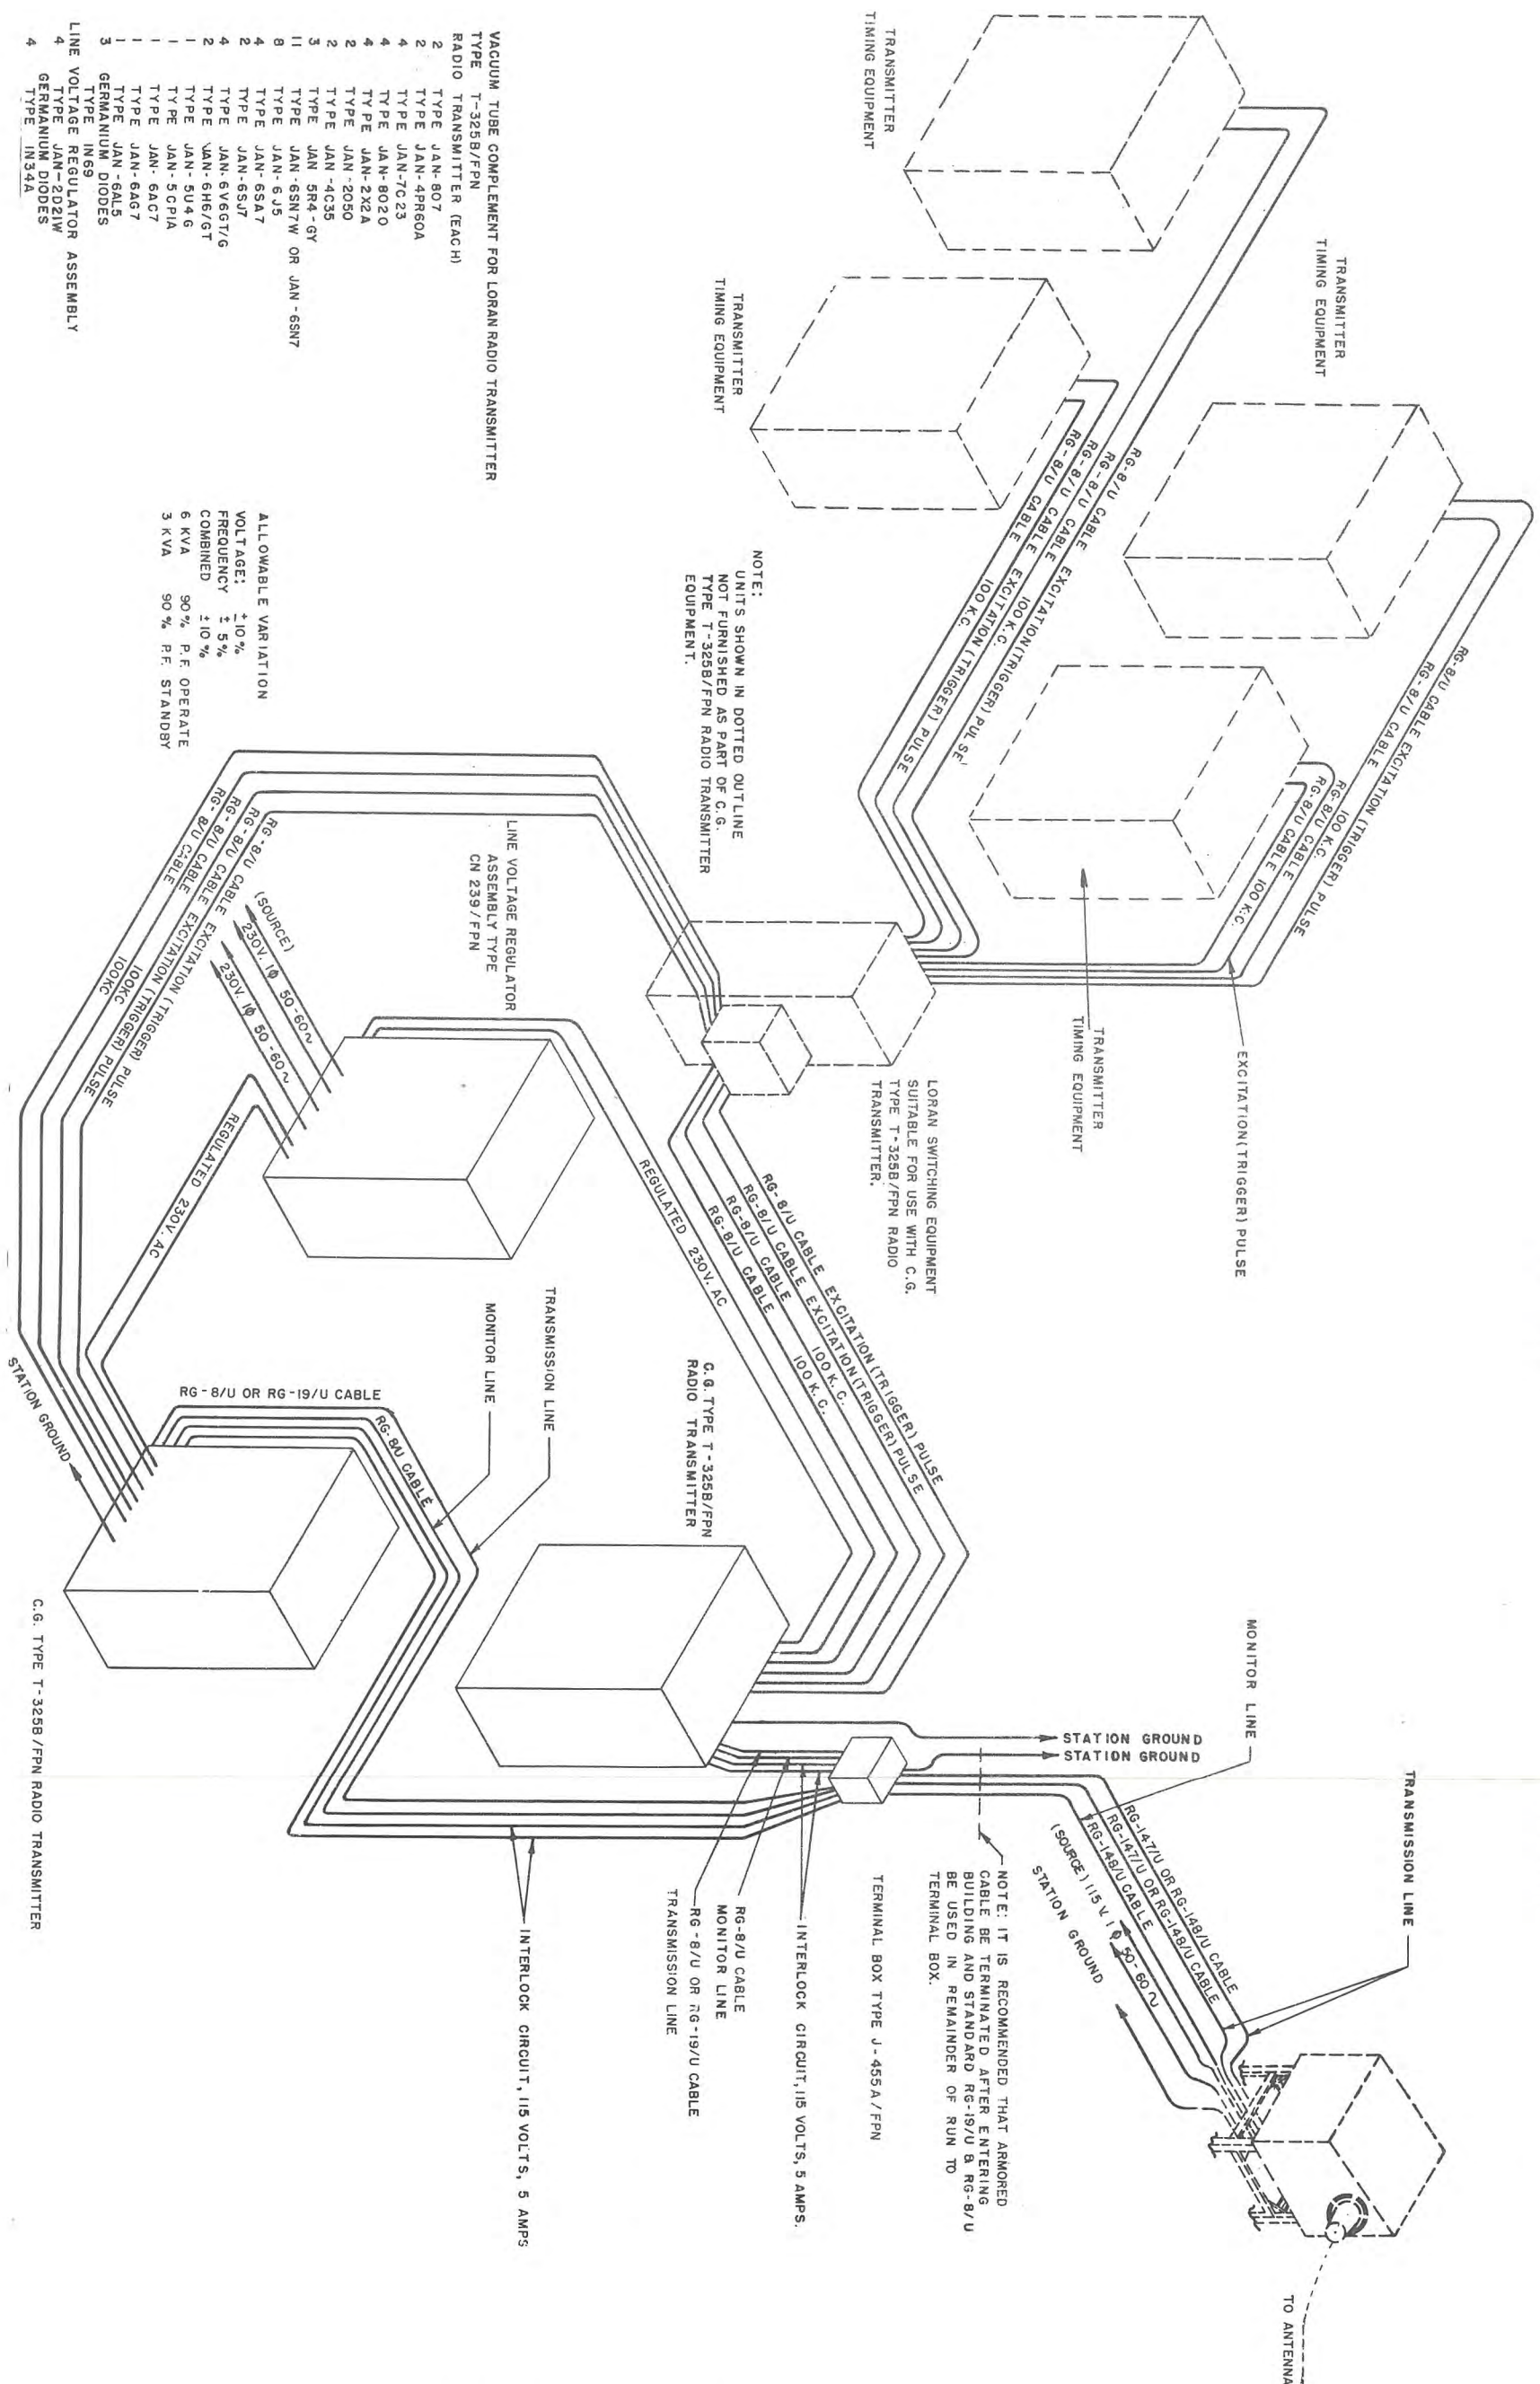 TRANSMITTER
TIMING EQUIPMENT
TRANSMITTER
TIMING EQUIPMENT
TRANSMITTER
TIMING EQUIPMENT
TRANSMITTER
TIMING EQUIPMENT
EXCITATION(TRIGGER) PULSE
RG-8/U CABLE EXCITATION (TRIGGER) PULSE
RG-8/U CABLE 100 K.C.
RG-8/U CABLE EXCITATION (TRIGGER) PULSE
RG-8/U CABLE 100 K.C.
RG-8/U CABLE EXCITATION (TRIGGER) PULSE
RG-8/U CABLE 100 K.C.
RG-8/U CABLE
RG-8/U CABLE 100 K.C.
NOTE:
UNITS SHOWN IN DOTTED OUTLINE
NOT FURNISHED AS PART OF C.G.
TYPE T-325B/FPN RADIO TRANSMITTER
EQUIPMENT.
LORAN SWITCHING EQUIPMENT
SUITABLE FOR USE WITH C.G.
TYPE T-325B/FPN RADIO
TRANSMITTER.
VACUUM TUBE COMPLEMENT FOR LORAN RADIO TRANSMITTER
TYPE T-325B/FPN
RADIO TRANSMITTER (EACH)
2 TYPE JAN-807
2 TYPE JAN-4PR60A
4 TYPE JAN-7C23
4 TYPE JAN-8020
4 TYPE JAN-2X2A
2 TYPE JAN-2050
2 TYPE JAN-4C35
3 TYPE JAN 5R4-GY
11 TYPE JAN-6SN7W OR JAN-6SN7
8 TYPE JAN-6J5
4 TYPE JAN-6SA7
2 TYPE JAN-6SJ7
4 TYPE JAN-6V6GT/G
2 TYPE JAN-6H6/GT
1 TYPE JAN-5U4G
1 TYPE JAN-5CP1A
1 TYPE JAN-6AC7
1 TYPE JAN-6AG7
1 TYPE JAN-6AL5
3 GERMANIUM DIODES
TYPE IN69
LINE VOLTAGE REGULATOR ASSEMBLY
4 TYPE JAN-2D21W
GERMANIUM DIODES
4 TYPE IN34A
ALLOWABLE VARIATION
VOLTAGE: ±10%
FREQUENCY ± 5%
COMBINED ±10%
6 KVA 90% P.F. OPERATE
3 KVA 90% P.F. STANDBY
LINE VOLTAGE REGULATOR
ASSEMBLY TYPE
CN 239/FPN
RG-8/U CABLE EXCITATION (TRIGGER) PULSE
RG-8/U CABLE EXCITATION (TRIGGER) PULSE
RG-8/U CABLE 100KC
RG-8/U CABLE 100KC
(SOURCE)
230V. 1Φ 50-60~
230V. 1Φ 50-60~
REGULATED 230V. AC
REGULATED 230V. AC
RG-8/U CABLE EXCITATION (TRIGGER) PULSE
RG-8/U CABLE EXCITATION (TRIGGER) PULSE
RG-8/U CABLE 100 K.C.
RG-8/U CABLE 100 K.C.
C.G. TYPE T-325B/FPN
RADIO TRANSMITTER
TRANSMISSION LINE
MONITOR LINE
RG-8/U OR RG-19/U CABLE
RG-8/U CABLE
STATION GROUND
C.G. TYPE T-325B/FPN RADIO TRANSMITTER
STATION GROUND
STATION GROUND
MONITOR LINE
TRANSMISSION LINE
RG-147/U OR RG-148/U CABLE
RG-147/U OR RG-148/U CABLE
RG-148/U CABLE
(SOURCE) 115 V. 1Φ 50-60~
STATION GROUND
TO ANTENNA
NOTE: IT IS RECOMMENDED THAT ARMORED
CABLE BE TERMINATED AFTER ENTERING
BUILDING AND STANDARD RG-19/U & RG-8/U
BE USED IN REMAINDER OF RUN TO
TERMINAL BOX.
TERMINAL BOX TYPE J-455A/FPN
INTERLOCK CIRCUIT, 115 VOLTS, 5 AMPS.
RG-8/U CABLE
MONITOR LINE
RG-8/U OR RG-19/U CABLE
TRANSMISSION LINE
INTERLOCK CIRCUIT, 115 VOLTS, 5 AMPS